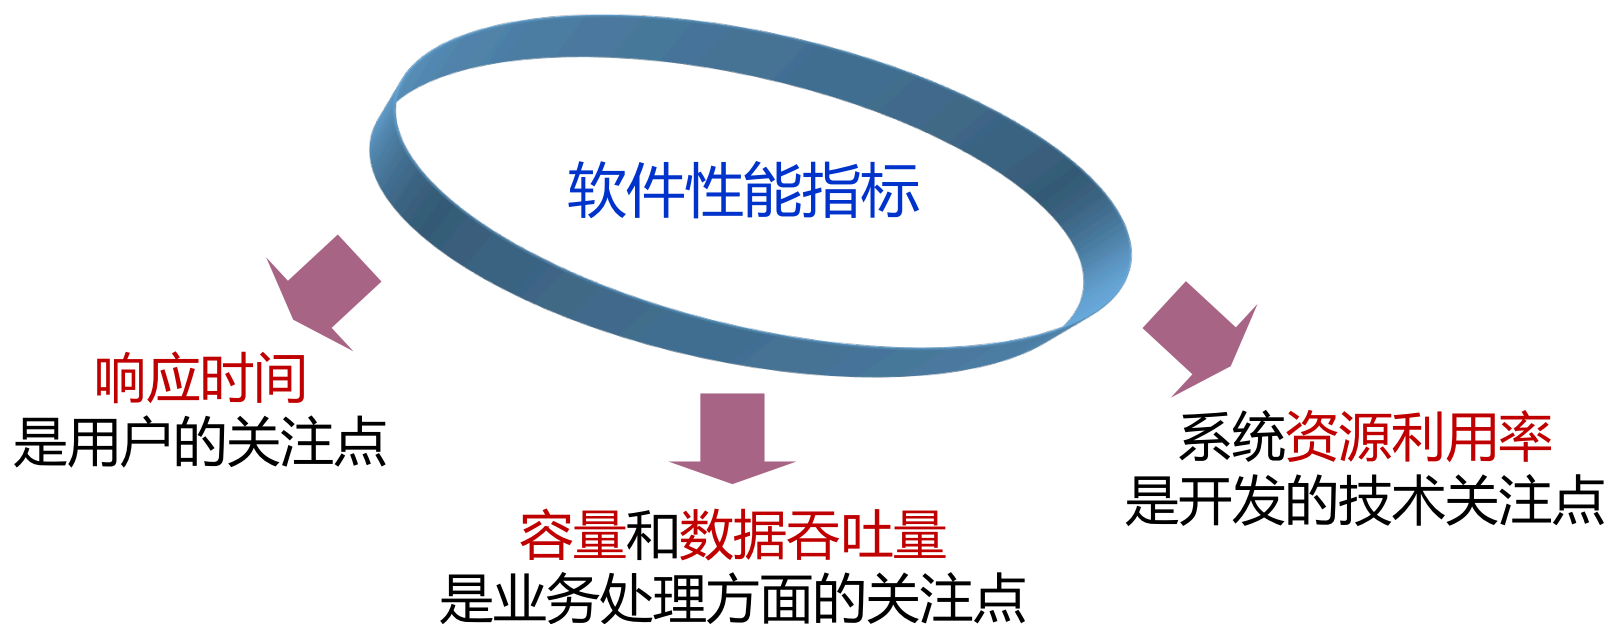 软件性能指标
响应时间
是用户的关注点
容量和数据吞吐量
是业务处理方面的关注点
系统资源利用率
是开发的技术关注点